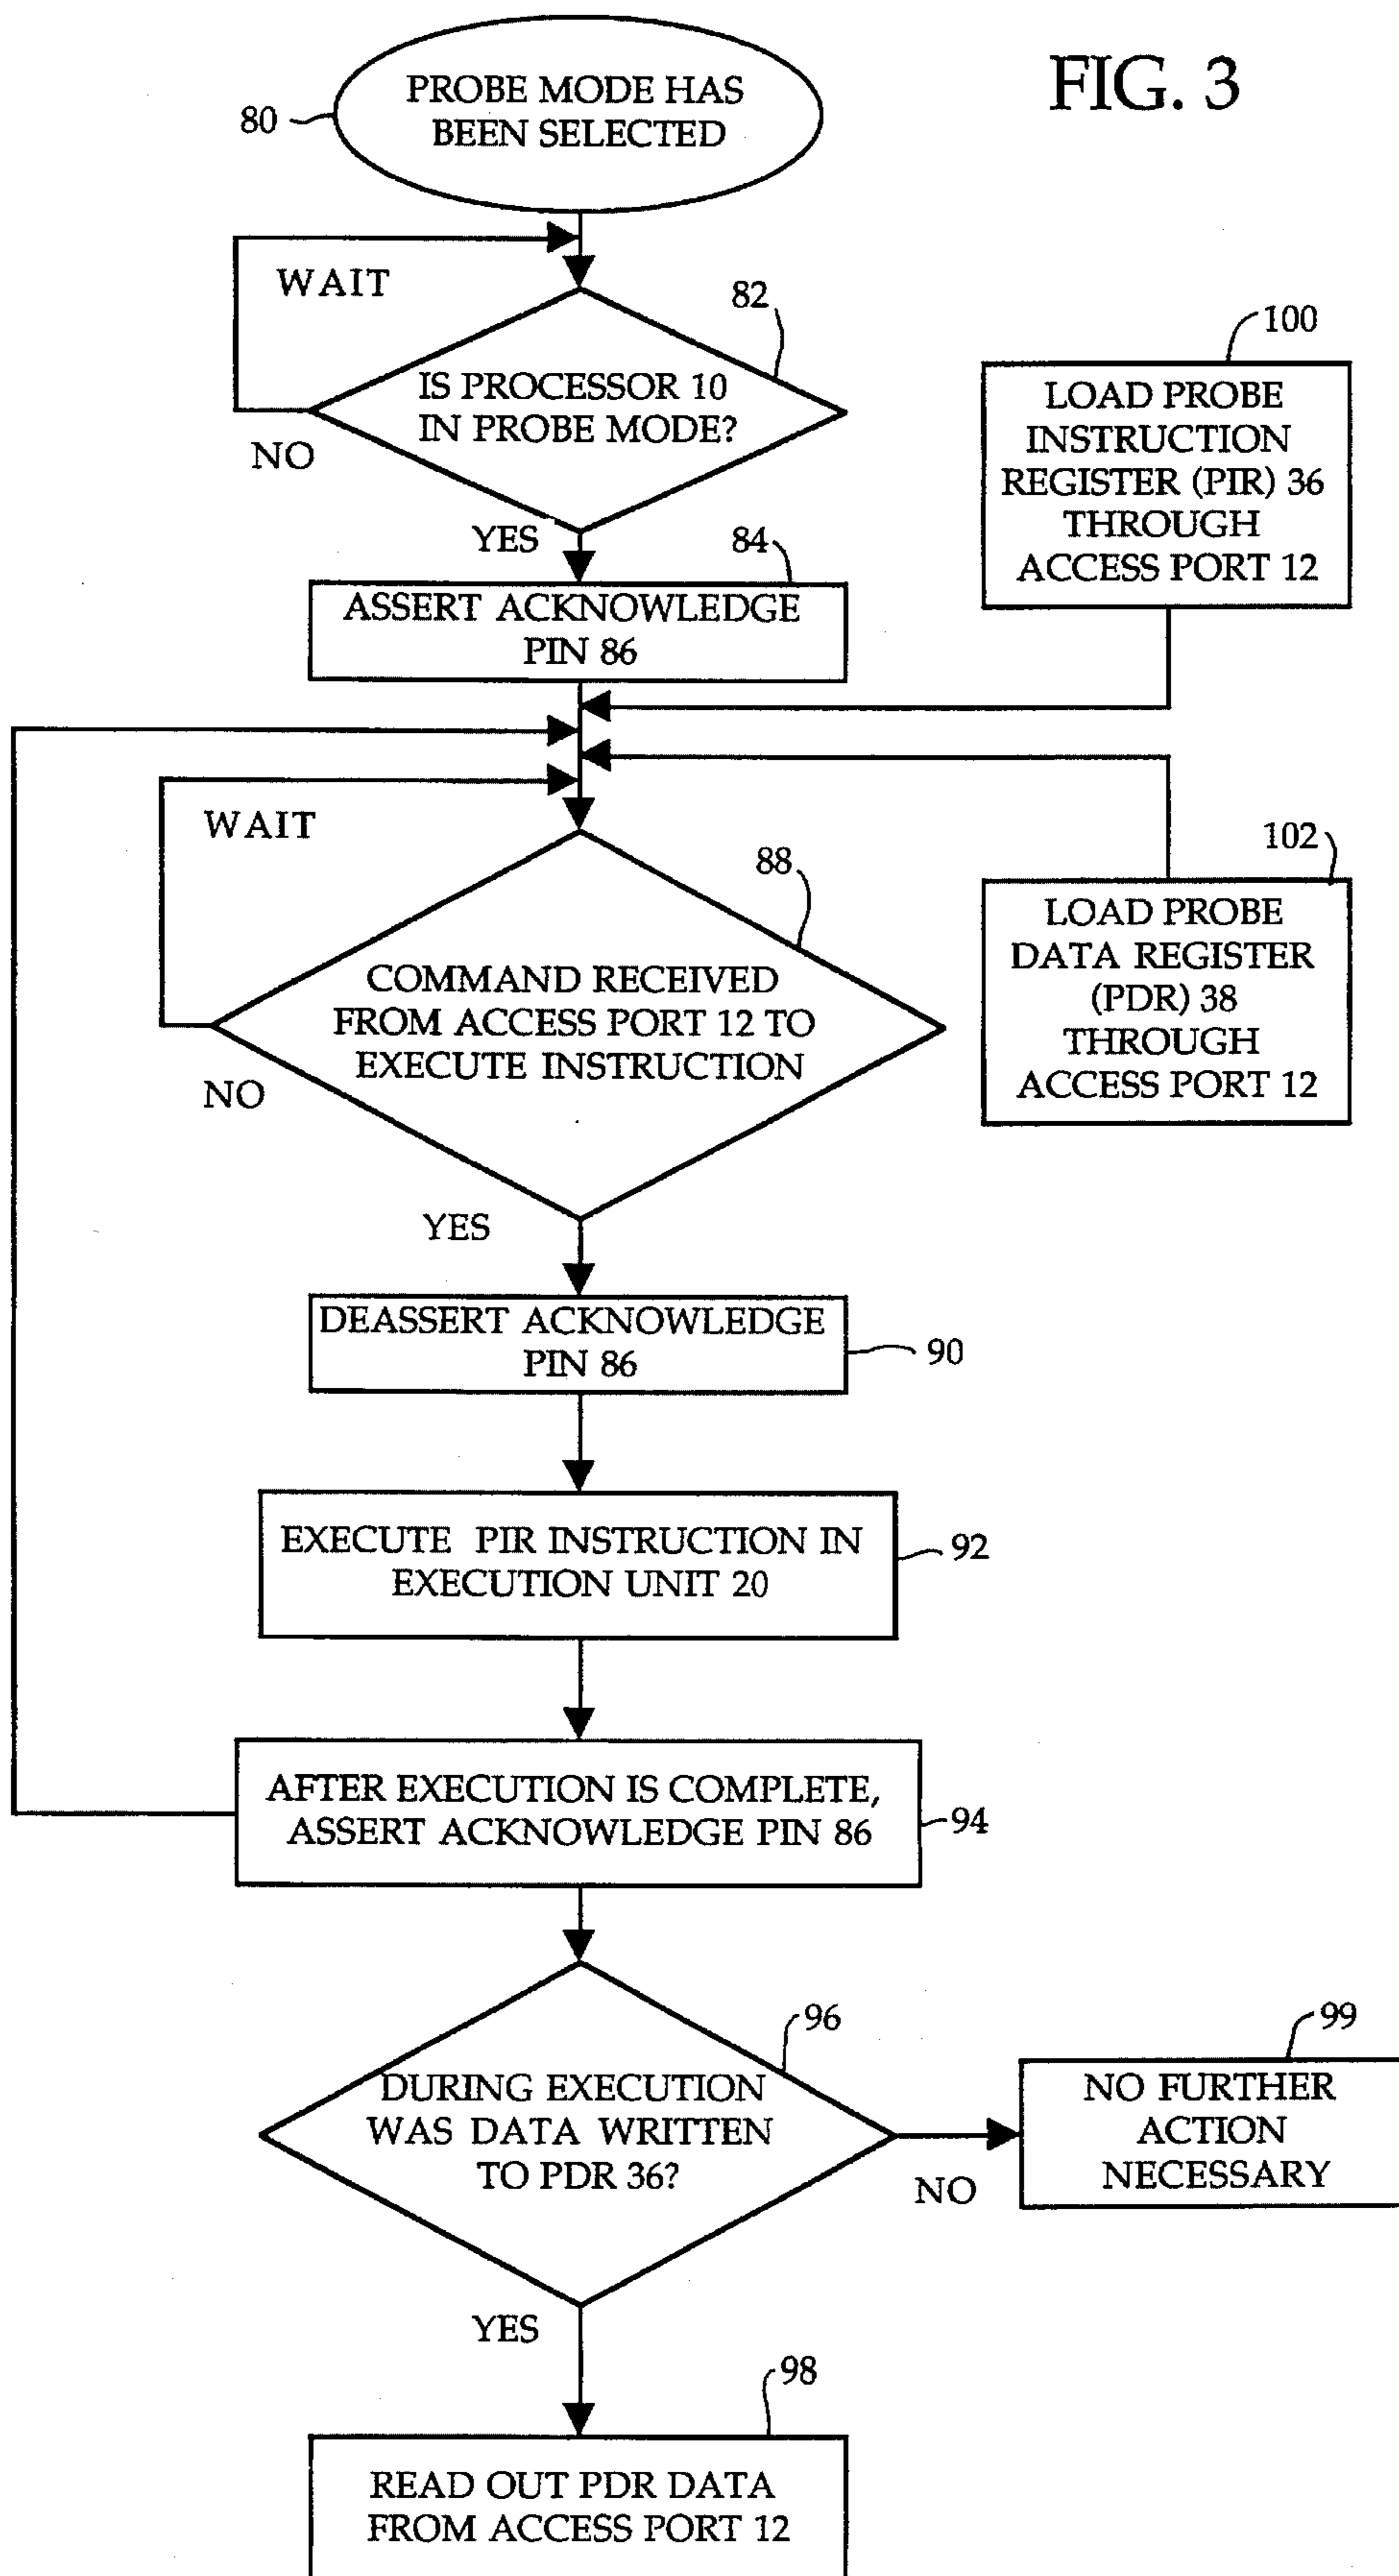 FIG. 3
PROBE MODE HAS
BEEN SELECTED
80
WAIT
82
IS PROCESSOR 10
IN PROBE MODE?
NO
YES
84
ASSERT ACKNOWLEDGE
PIN 86
100
LOAD PROBE
INSTRUCTION
REGISTER (PIR) 36
THROUGH
ACCESS PORT 12
WAIT
88
COMMAND RECEIVED
FROM ACCESS PORT 12 TO
EXECUTE INSTRUCTION
NO
YES
102
LOAD PROBE
DATA REGISTER
(PDR) 38
THROUGH
ACCESS PORT 12
DEASSERT ACKNOWLEDGE
PIN 86
90
EXECUTE PIR INSTRUCTION IN
EXECUTION UNIT 20
92
AFTER EXECUTION IS COMPLETE,
ASSERT ACKNOWLEDGE PIN 86
94
96
DURING EXECUTION
WAS DATA WRITTEN
TO PDR 36?
NO
99
NO FURTHER
ACTION
NECESSARY
YES
98
READ OUT PDR DATA
FROM ACCESS PORT 12